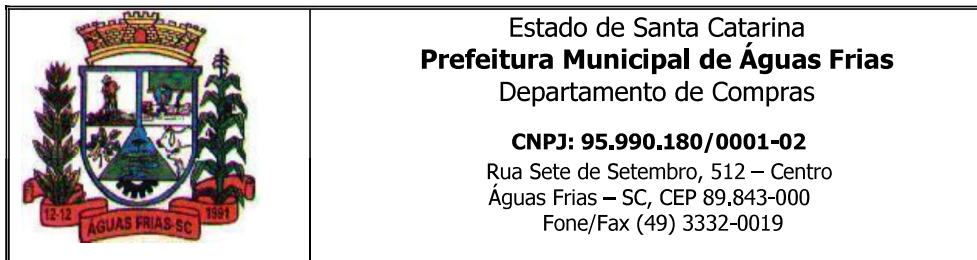 12-12
ÁGUAS FRIAS-SC
1991
Estado de Santa Catarina
Prefeitura Municipal de Águas Frias
Departamento de Compras
CNPJ: 95.990.180/0001-02
Rua Sete de Setembro, 512 – Centro
Águas Frias – SC, CEP 89.843-000
Fone/Fax (49) 3332-0019